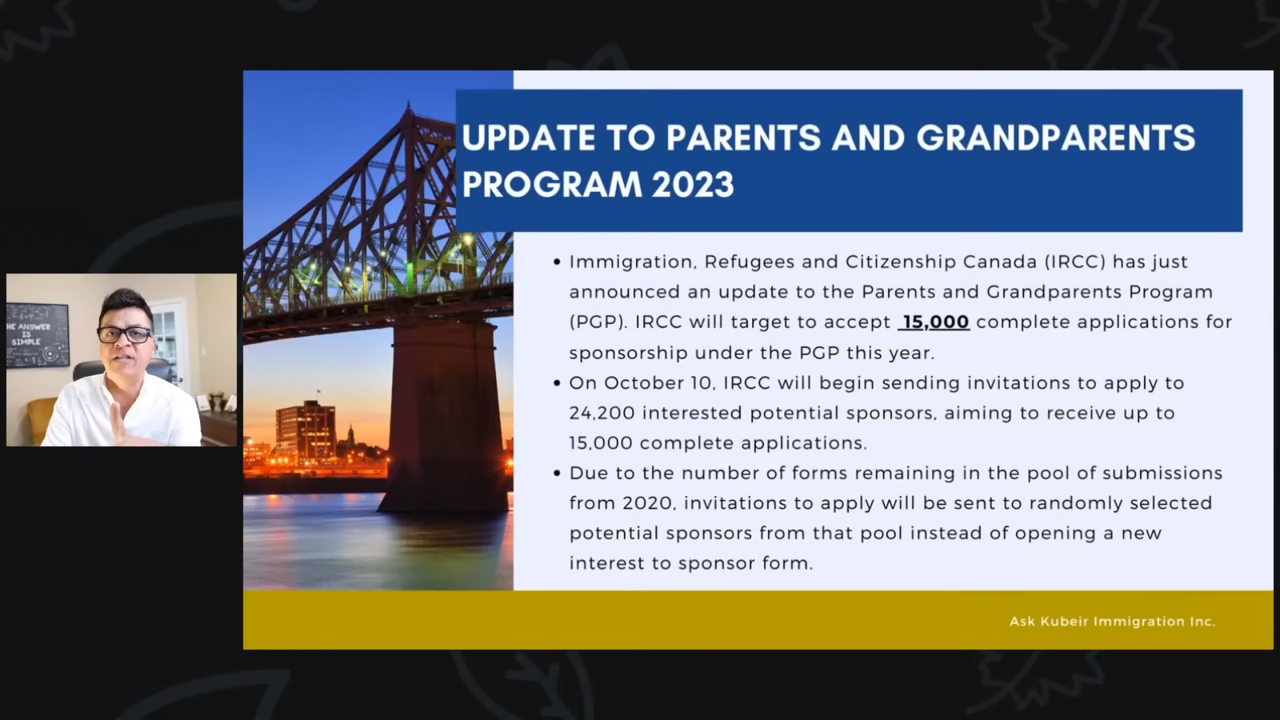 UPDATE TO PARENTS AND GRANDPARENTS
PROGRAM 2023
• Immigration, Refugees and Citizenship Canada (IRCC) has just
announced an update to the Parents and Grandparents Program
(PGP). IRCC will target to accept 15,000 complete applications for
sponsorship under the PGP this year.
• On October 10, IRCC will begin sending invitations to apply to
24,200 interested potential sponsors, aiming to receive up to
15,000 complete applications.
• Due to the number of forms remaining in the pool of submissions
from 2020, invitations to apply will be sent to randomly selected
potential sponsors from that pool instead of opening a new
interest to sponsor form.
HE ANSWER
IS
SIMPLE
Ask Kubeir Immigration Inc.